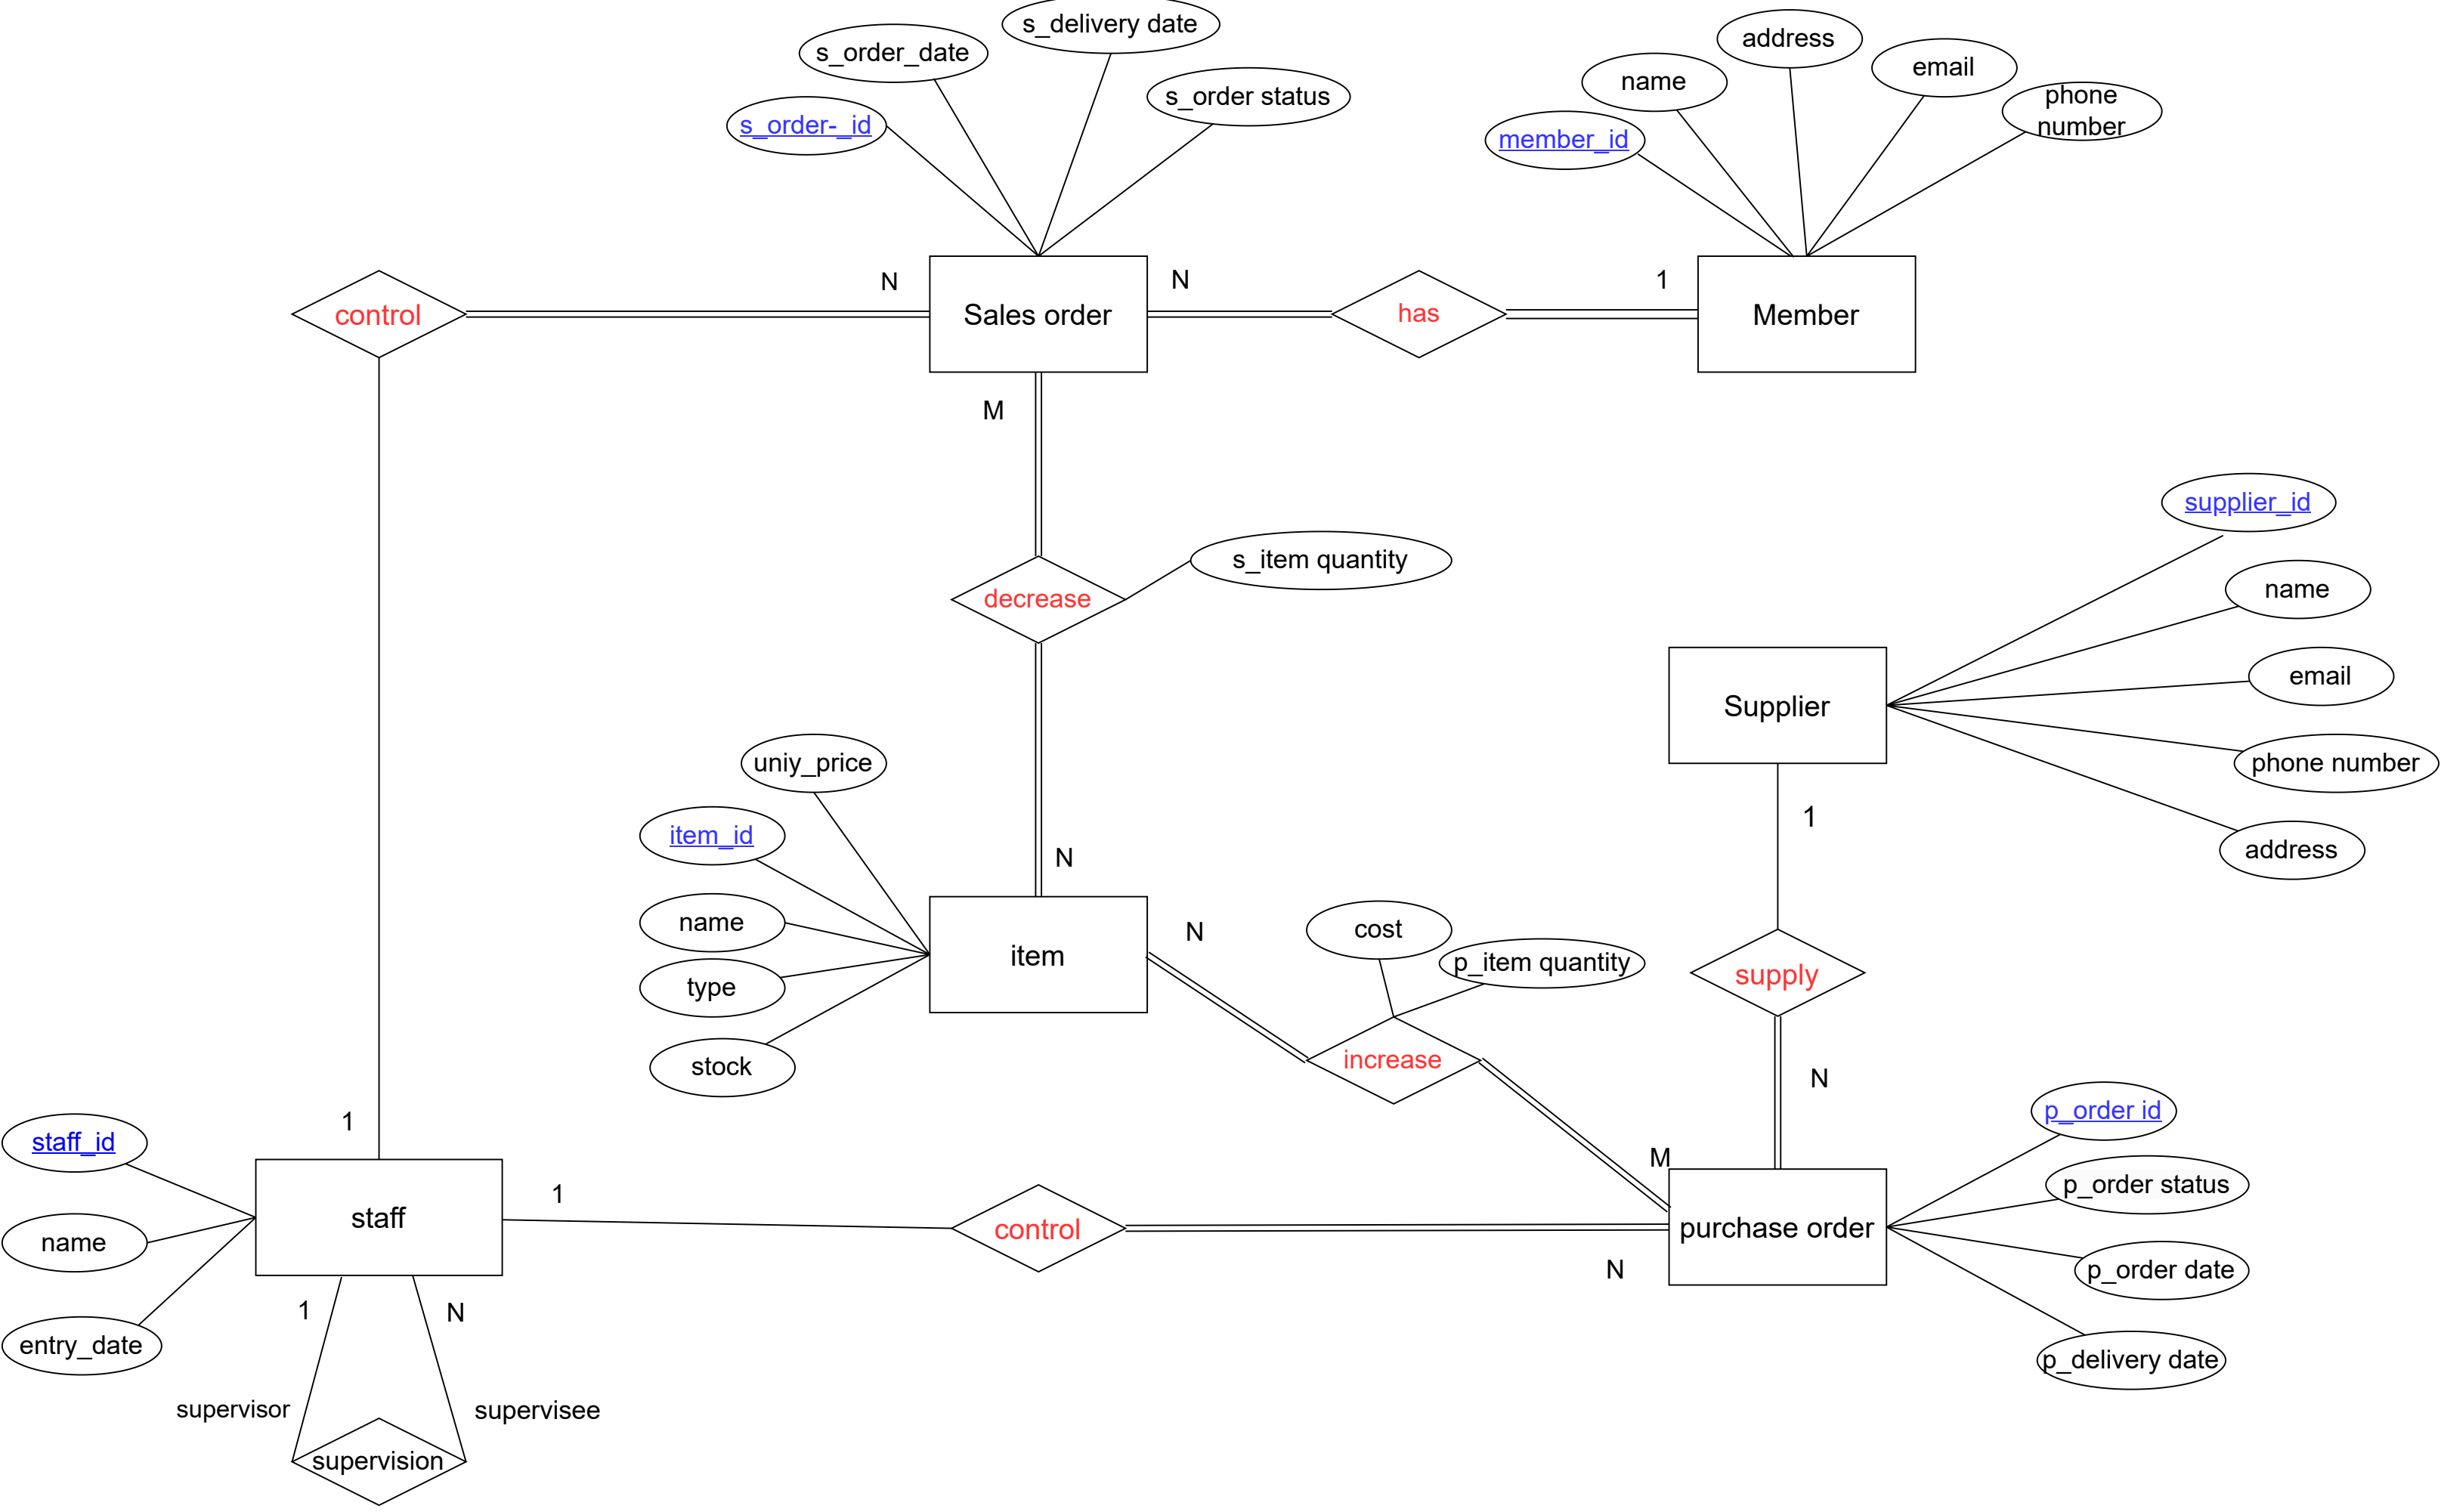 s_delivery date
s_order_date
s_order status
s_order-_id
address
name
email
phone
number
member_id
control
N
Sales order
N
has
1
Member
M
supplier_id
s_item quantity
decrease
name
email
Supplier
uniy_price
phone number
1
item_id
address
N
name
item
N
cost
p_item quantity
type
supply
stock
increase
N
1
p_order id
staff_id
M
p_order status
1
staff
control
purchase order
name
N
p_order date
1
N
entry_date
p_delivery date
supervisor
supervisee
supervision